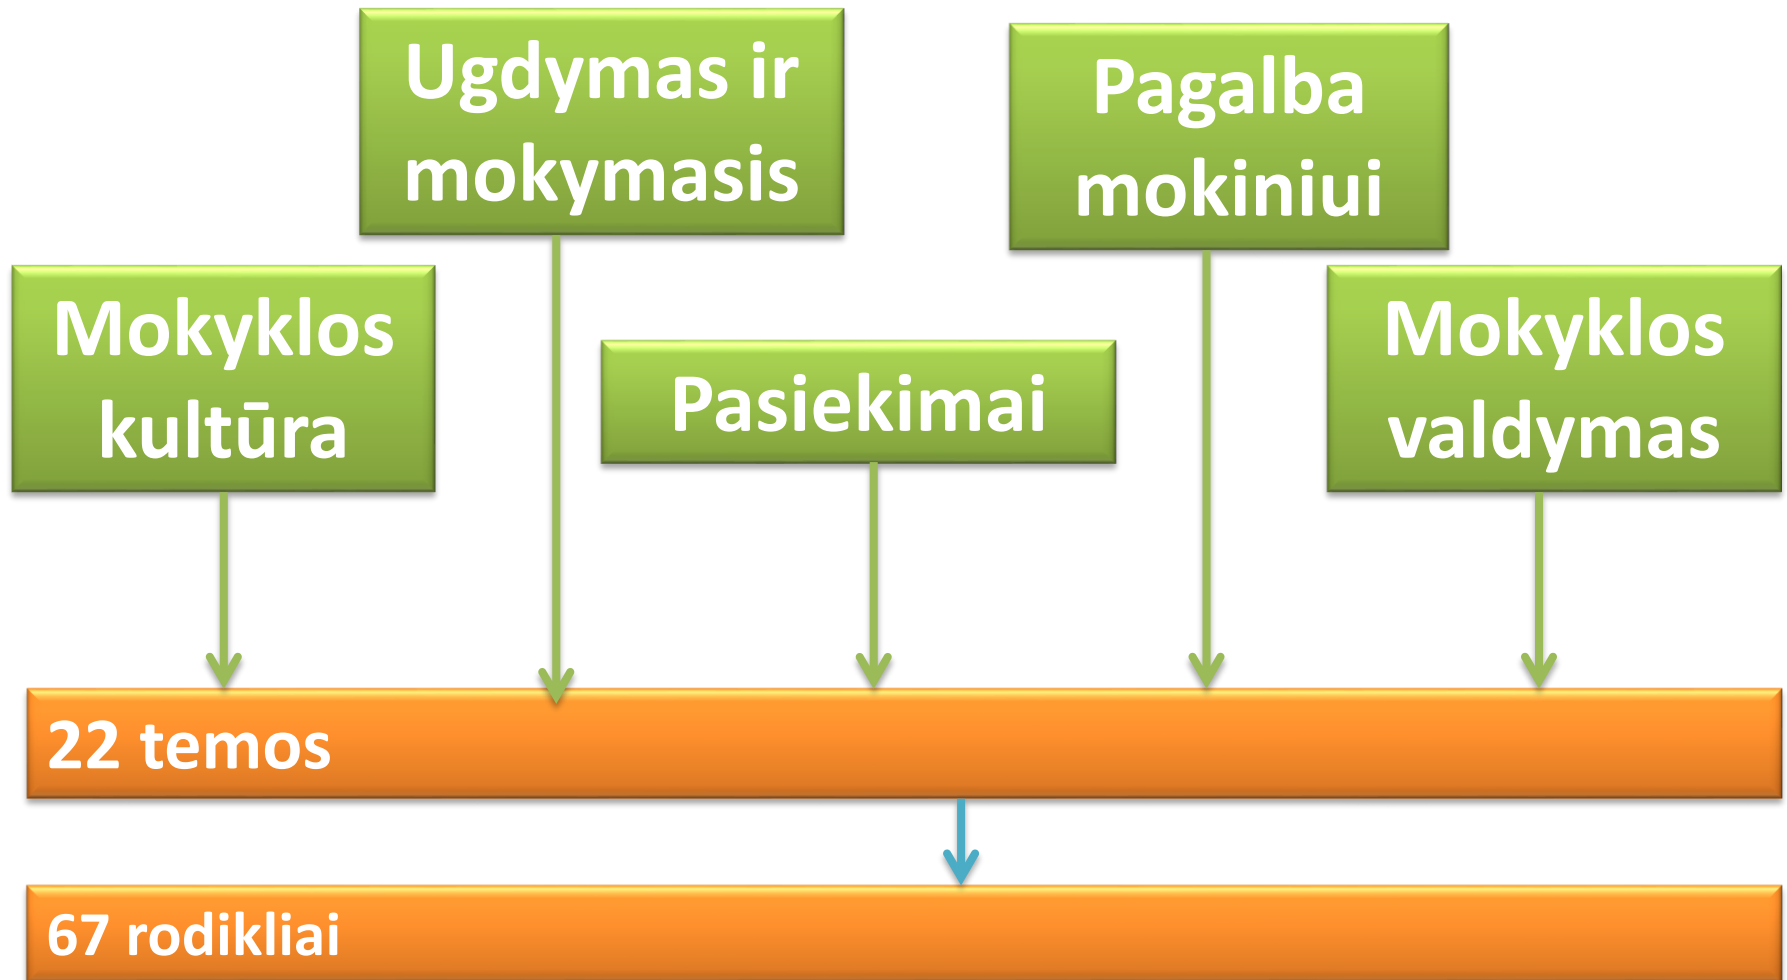 Ugdymas ir
mokymasis
Pagalba
mokiniui
Mokyklos
kultūra
Pasiekimai
Mokyklos
valdymas
22 temos
67 rodikliai